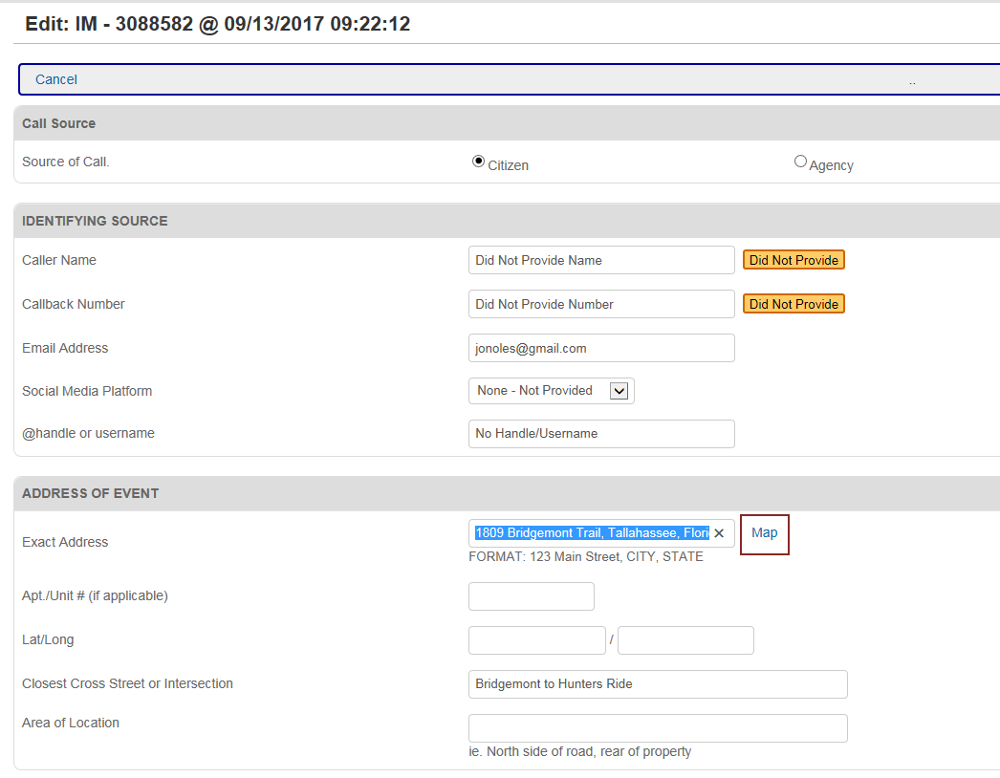 Edit: IM - 3088582 @ 09/13/2017 09:22:12
Cancel ..
Call Source
Source of Call. Citizen Agency
IDENTIFYING SOURCE
Caller Name Did Not Provide Name Did Not Provide
Callback Number Did Not Provide Number Did Not Provide
Email Address jonoles@gmail.com
Social Media Platform None - Not Provided
@handle or username No Handle/Username
ADDRESS OF EVENT
Exact Address 1809 Bridgemont Trail, Tallahassee, Flori Map
FORMAT: 123 Main Street, CITY, STATE
Apt./Unit # (if applicable)
Lat/Long /
Closest Cross Street or Intersection Bridgemont to Hunters Ride
Area of Location
ie. North side of road, rear of property